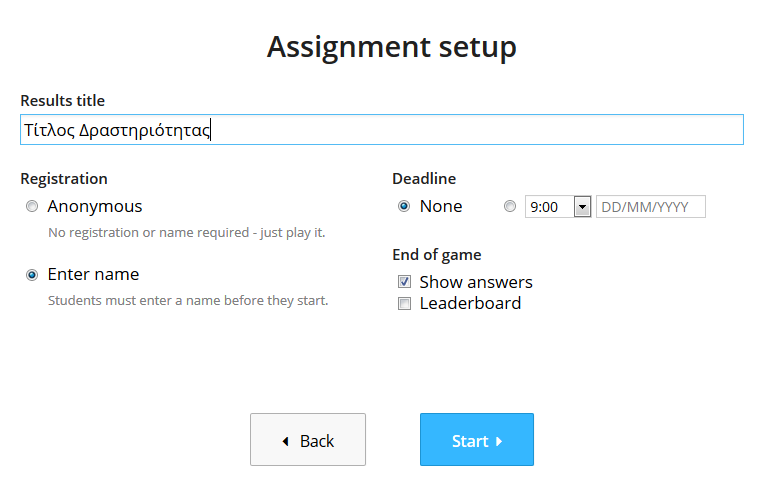 Assignment setup
Results title
Τίτλος Δραστηριότητας
Registration
Anonymous
No registration or name required - just play it.
Enter name
Students must enter a name before they start.
Deadline
None 9:00 DD/MM/YYYY
End of game
Show answers
Leaderboard
Back Start